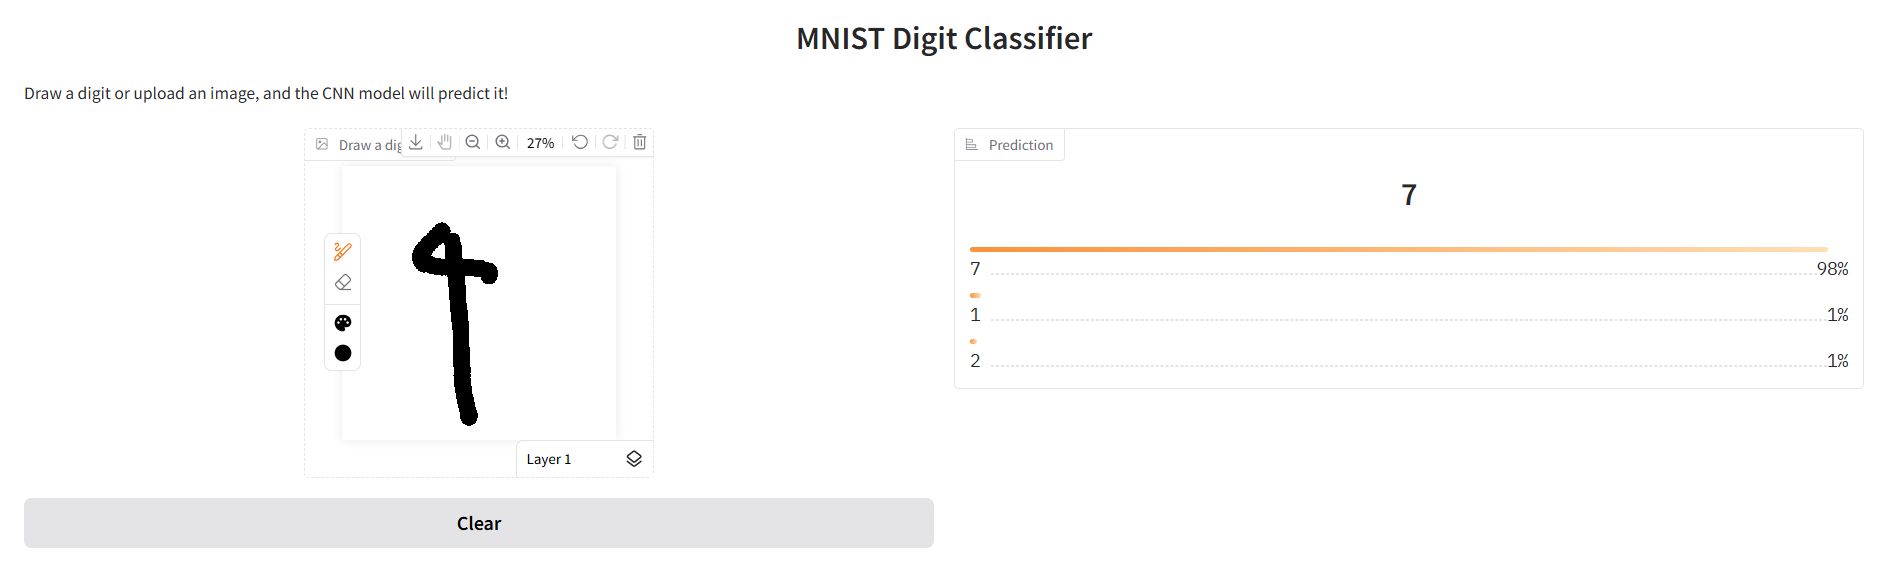 MNIST Digit Classifier
Draw a digit or upload an image, and the CNN model will predict it!
Draw a dig
27%
Layer 1
Clear
Prediction
7
7 98%
1 1%
2 1%